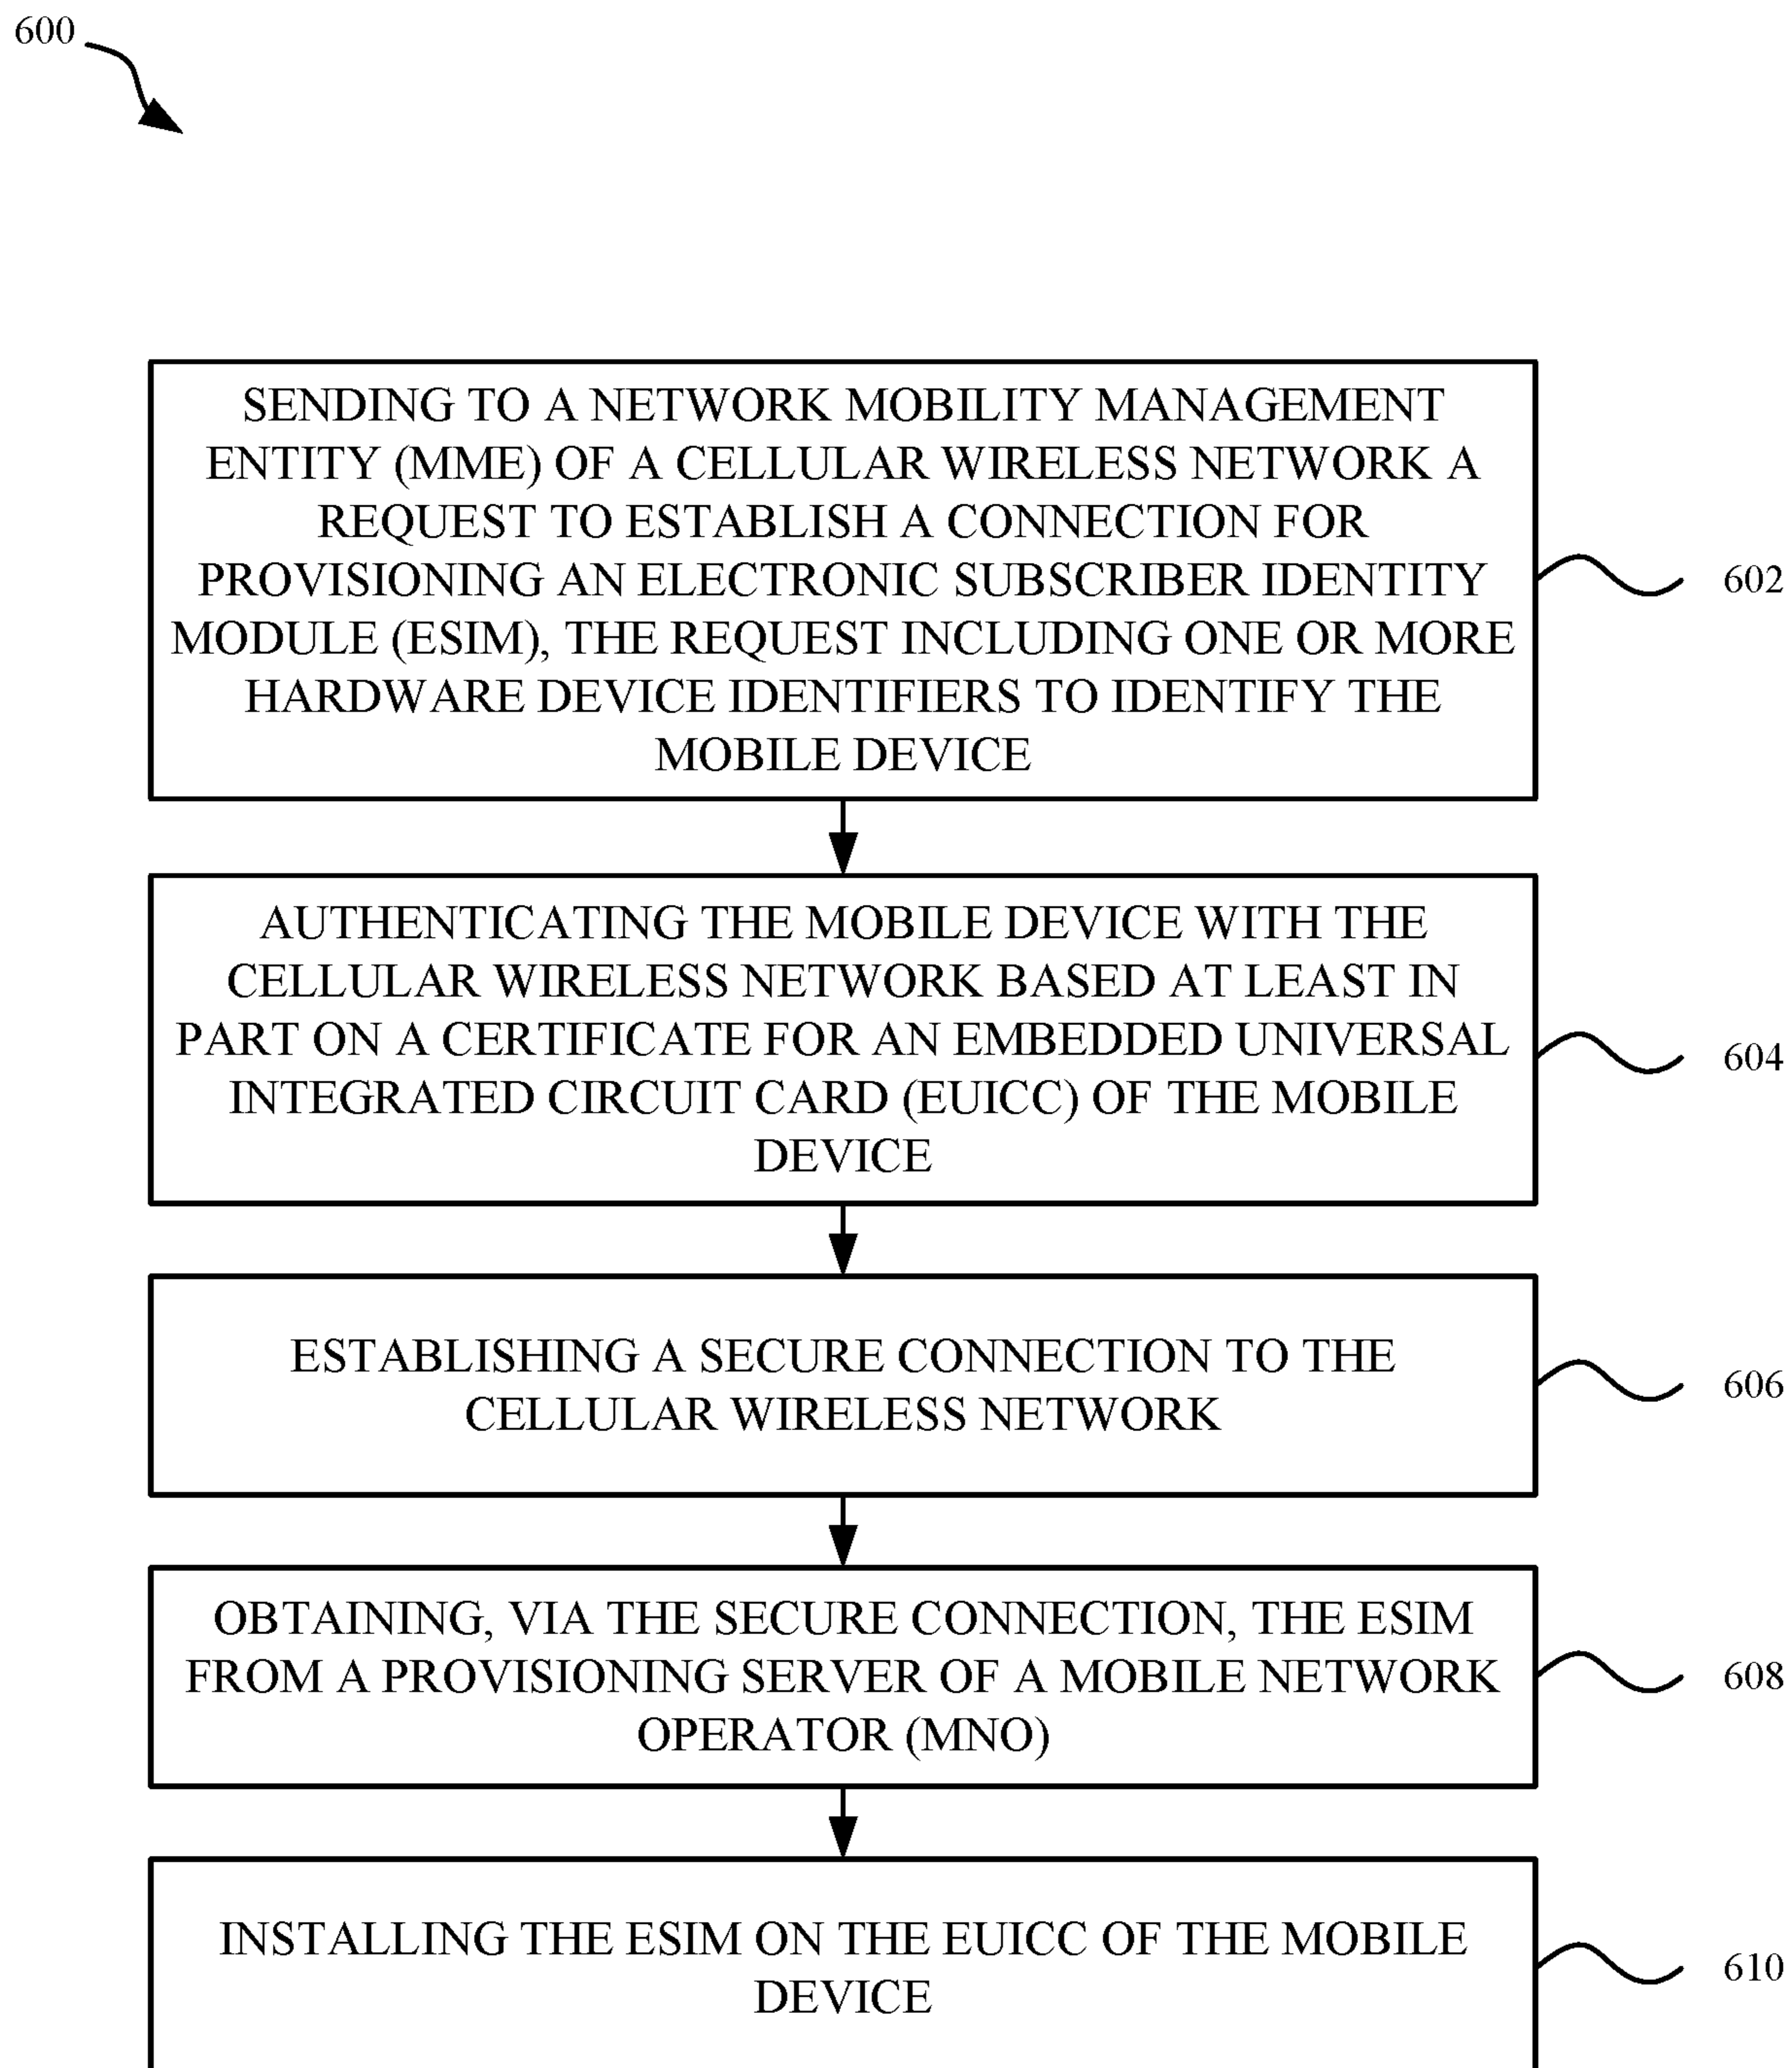 600
SENDING TO A NETWORK MOBILITY MANAGEMENT
ENTITY (MME) OF A CELLULAR WIRELESS NETWORK A
REQUEST TO ESTABLISH A CONNECTION FOR
PROVISIONING AN ELECTRONIC SUBSCRIBER IDENTITY
MODULE (ESIM), THE REQUEST INCLUDING ONE OR MORE
HARDWARE DEVICE IDENTIFIERS TO IDENTIFY THE
MOBILE DEVICE
602
AUTHENTICATING THE MOBILE DEVICE WITH THE
CELLULAR WIRELESS NETWORK BASED AT LEAST IN
PART ON A CERTIFICATE FOR AN EMBEDDED UNIVERSAL
INTEGRATED CIRCUIT CARD (EUICC) OF THE MOBILE
DEVICE
604
ESTABLISHING A SECURE CONNECTION TO THE
CELLULAR WIRELESS NETWORK
606
OBTAINING, VIA THE SECURE CONNECTION, THE ESIM
FROM A PROVISIONING SERVER OF A MOBILE NETWORK
OPERATOR (MNO)
608
INSTALLING THE ESIM ON THE EUICC OF THE MOBILE
DEVICE
610